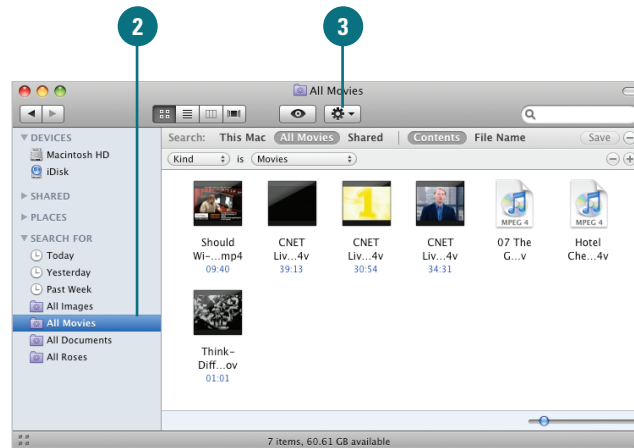 2
3
All Movies
DEVICES
Macintosh HD
iDisk
SHARED
PLACES
SEARCH FOR
Today
Yesterday
Past Week
All Images
All Movies
All Documents
All Roses
Search: This Mac All Movies Shared Contents File Name Save
Kind is Movies
MPEG 4 MPEG 4
Should CNET CNET CNET 07 The Hotel
Wi-...mp4 Liv...4v Liv...4v Liv...4v G...v Che...4v
09:40 39:13 30:54 34:31
Think-
Diff...ov
01:01
7 items, 60.61 GB available